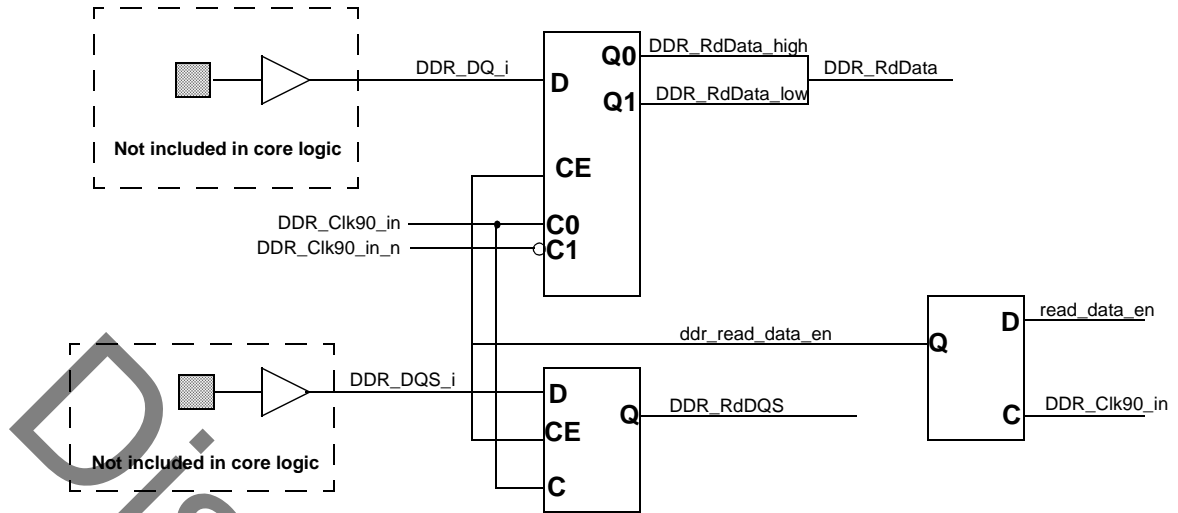 DDR_DQ_i
D
Q0
DDR_RdData_high
DDR_RdData
Q1
DDR_RdData_low
Not included in core logic
CE
DDR_Clk90_in
C0
DDR_Clk90_in_n
C1
ddr_read_data_en
Q
D
read_data_en
C
DDR_Clk90_in
DDR_DQS_i
D
Q
DDR_RdDQS
CE
C
Not included in core logic